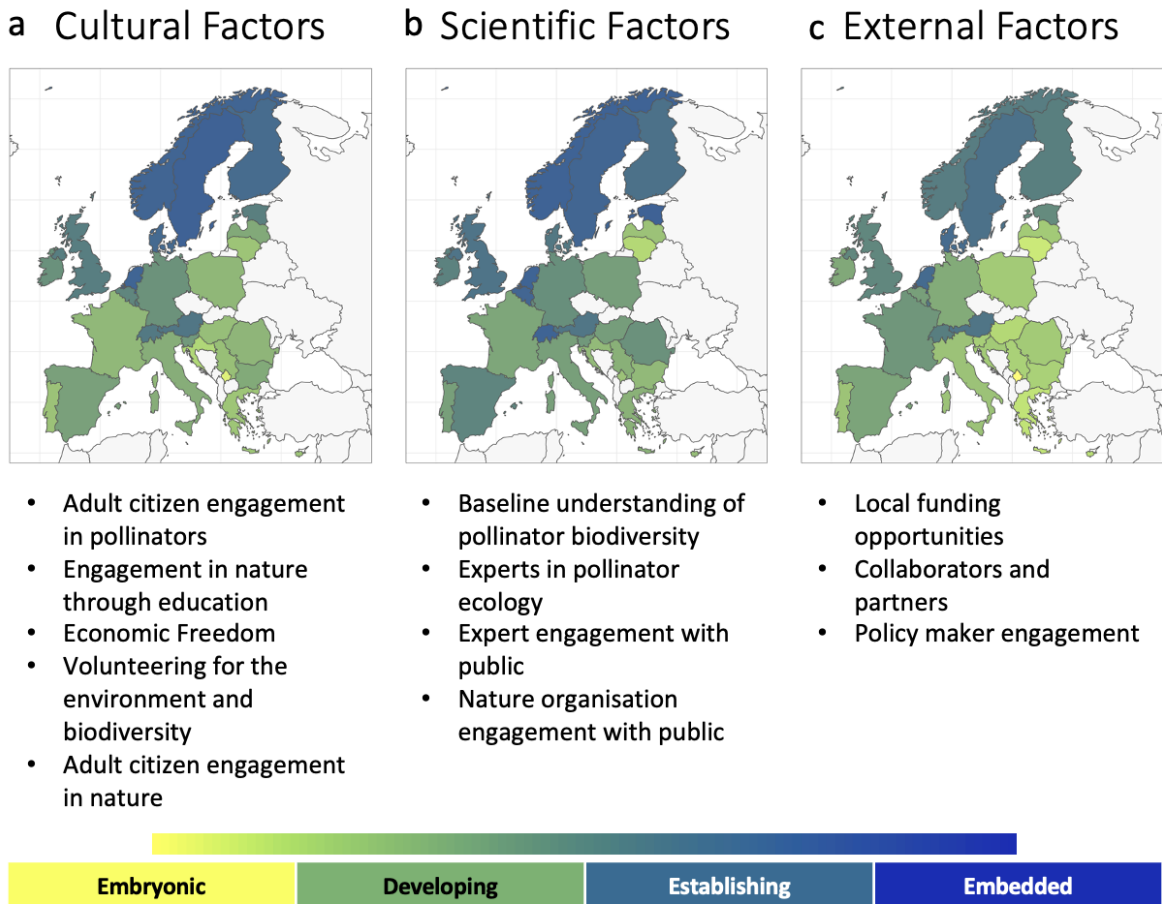 a Cultural Factors
b Scientific Factors
c External Factors
• Adult citizen engagement
in pollinators
• Engagement in nature
through education
• Economic Freedom
• Volunteering for the
environment and
biodiversity
• Adult citizen engagement
in nature
• Baseline understanding of
pollinator biodiversity
• Experts in pollinator
ecology
• Expert engagement with
public
• Nature organisation
engagement with public
• Local funding
opportunities
• Collaborators and
partners
• Policy maker engagement
Embryonic
Developing
Establishing
Embedded